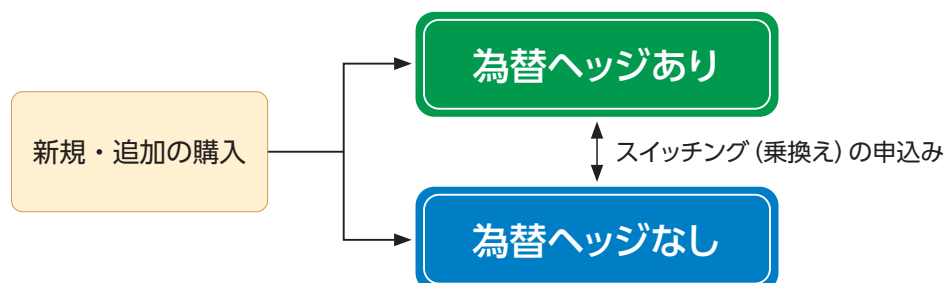 為替ヘッジあり
新規・追加の購入
スイッチング（乗換え）の申込み
為替ヘッジなし